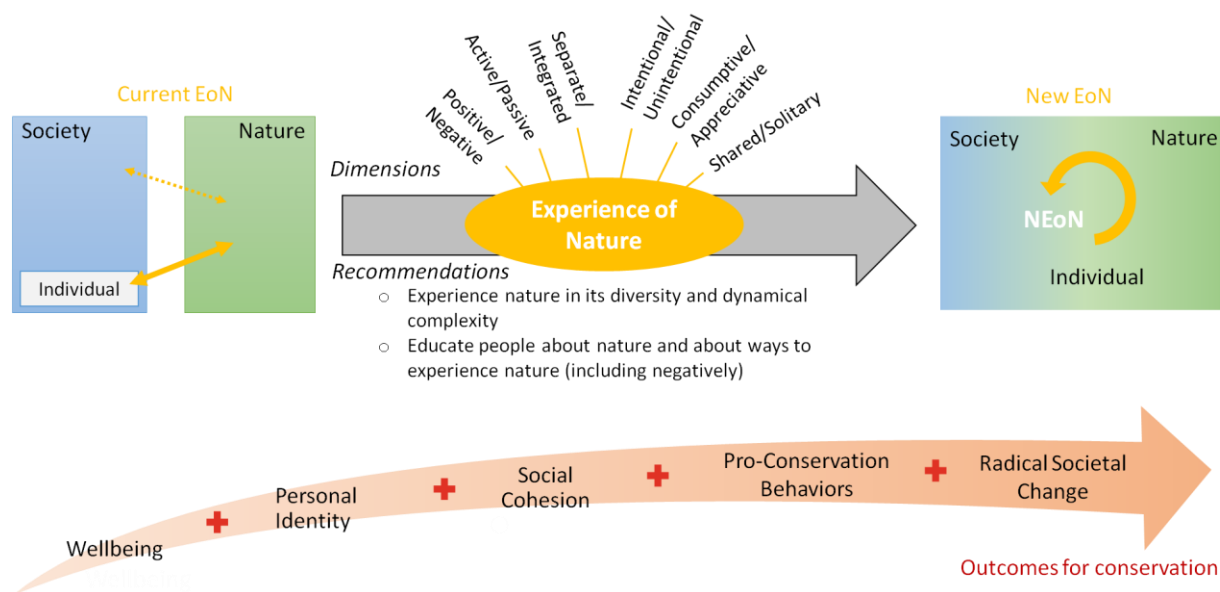 Current EoN
Society
Nature
Individual
Dimensions
Positive/
Negative
Active/Passive
Separate/
Integrated
Intentional/
Unintentional
Consumptive/
Appreciative
Shared/Solitary
Experience of
Nature
Recommendations
o Experience nature in its diversity and dynamical
complexity
o Educate people about nature and about ways to
experience nature (including negatively)
New EoN
Society
Nature
NEoN
Individual
Wellbeing
Personal
Identity
Social
Cohesion
Pro-Conservation
Behaviors
Radical Societal
Change
Outcomes for conservation